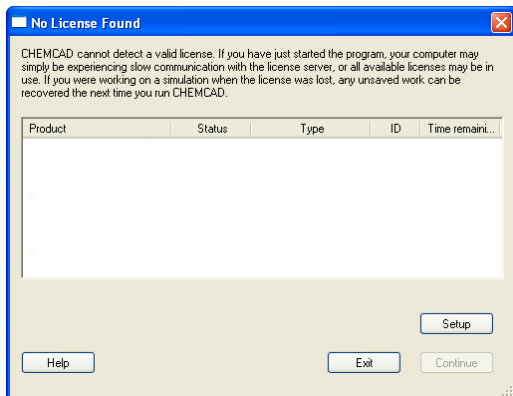 No License Found
CHEMCAD cannot detect a valid license. If you have just started the program, your computer may
simply be experiencing slow communication with the license server, or all available licenses may be in
use. If you were working on a simulation when the license was lost, any unsaved work can be
recovered the next time you run CHEMCAD.
Product Status Type ID Time remaini...
Setup
Help Exit Continue